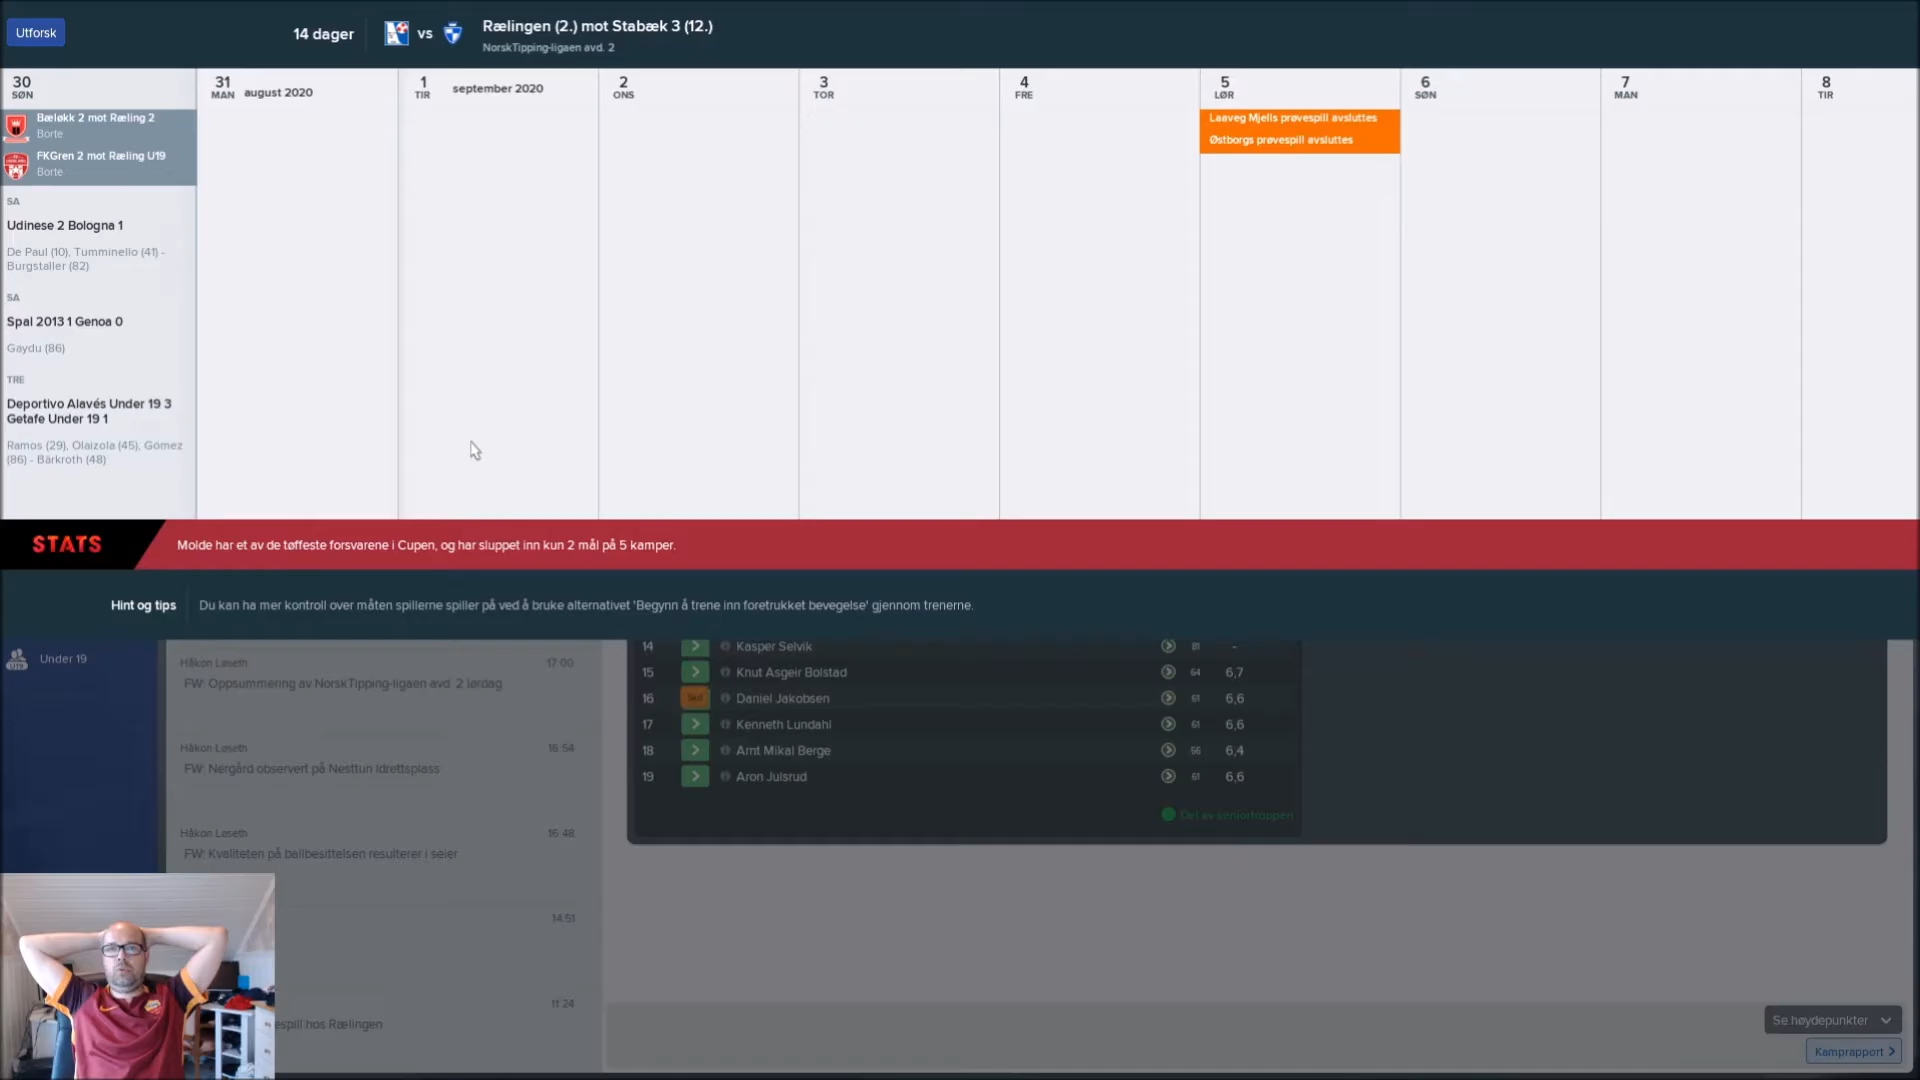 Utforsk
14 dager
vs
Rælingen (2.) mot Stabæk 3 (12.)
NorskTipping-ligaen avd. 2
30
SØN
31
MAN
august 2020
1
TIR
september 2020
2
ONS
3
TOR
4
FRE
5
LØR
6
SØN
7
MAN
8
TIR
Bæløkk 2 mot Ræling 2
Borte
FKGren 2 mot Ræling U19
Borte
Laaveg Mjells prøvespill avsluttes
Østborgs prøvespill avsluttes
SA
Udinese 2 Bologna 1
De Paul (10), Tumminello (41) -
Burgstaller (82)
SA
Spal 2013 1 Genoa 0
Gaydu (86)
TRE
Deportivo Alavés Under 19 3
Getafe Under 19 1
Ramos (29), Olaizola (45), Gómez
(86) - Bärkroth (48)
STATS
Molde har et av de tøffeste forsvarene i Cupen, og har sluppet inn kun 2 mål på 5 kamper.
Hint og tips
Du kan ha mer kontroll over måten spillerne spiller på ved å bruke alternativet 'Begynn å trene inn foretrukket bevegelse' gjennom trenerne.
Under 19
Håkon Løseth 17:00
FW: Oppsummering av NorskTipping-ligaen avd. 2 lørdag
Håkon Løseth 16:54
FW: Nergård observert på Nesttun Idrettsplass
Håkon Løseth 16:48
FW: Kvaliteten på ballbesittelsen resulterer i seier
14:51
11:24
espill hos Rælingen
14 Kasper Selvik 81 -
15 Knut Asgeir Bolstad 64 6,7
16 Skd Daniel Jakobsen 61 6,6
17 Kenneth Lundahl 61 6,6
18 Arnt Mikal Berge 56 6,4
19 Aron Julsrud 61 6,6
Del av seniortroppen
Se høydepunkter
Kamprapport